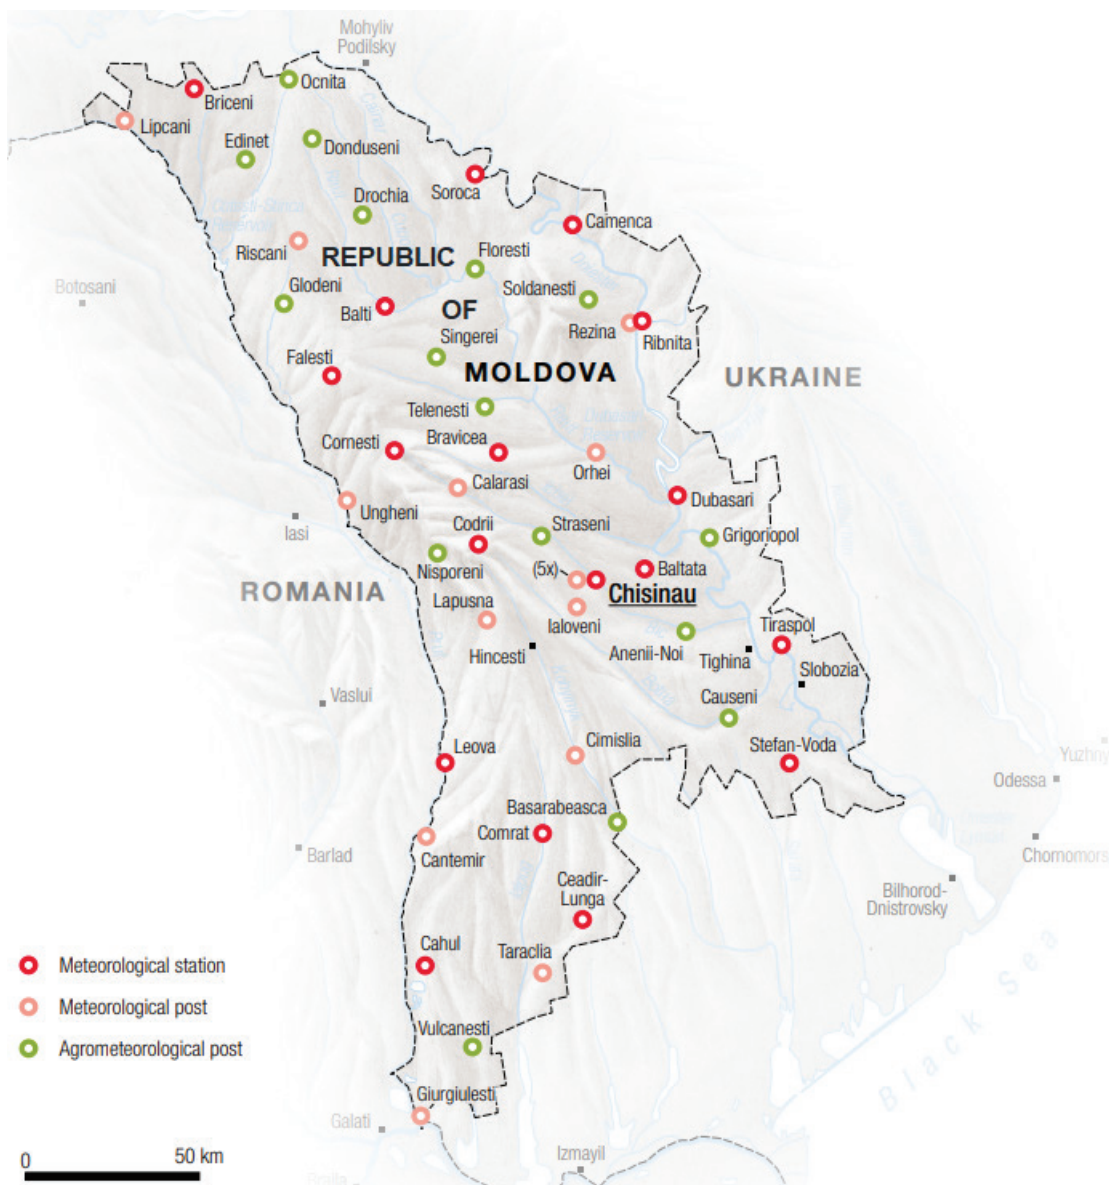 Mohyliv
Podilsky
Ocnita
Briceni
Lipcani
Edinet
Donduseni
Soroca
Drochia
Camenca
Riscani
REPUBLIC
Floresti
Botosani
Glodeni
Soldanesti
Balti
OF
Rezina
Ribnita
Singerei
Falesti
MOLDOVA
UKRAINE
Telenesti
Cornesti
Bravicea
Orhei
Calarasi
Dubasari
Ungheni
Iasi
Codrii
Straseni
Grigoriopol
Nisporeni
(5x)
Baltata
ROMANIA
Chisinau
Lapusna
Ialoveni
Tiraspol
Hincesti
Anenii-Noi
Tighina
Slobozia
Vaslui
Causeni
Leova
Cimislia
Stefan-Voda
Yuzhny
Odessa
Basarabeasca
Comrat
Cantemir
Barlad
Chornomors
Ceadir-
Lunga
Bilhorod-
Dnistrovsky
Cahul
Taraclia
Black Sea
Meteorological station
Meteorological post
Agrometeorological post
Vulcanesti
Giurgiulesti
Galati
Izmayil
0 50 km
Braila